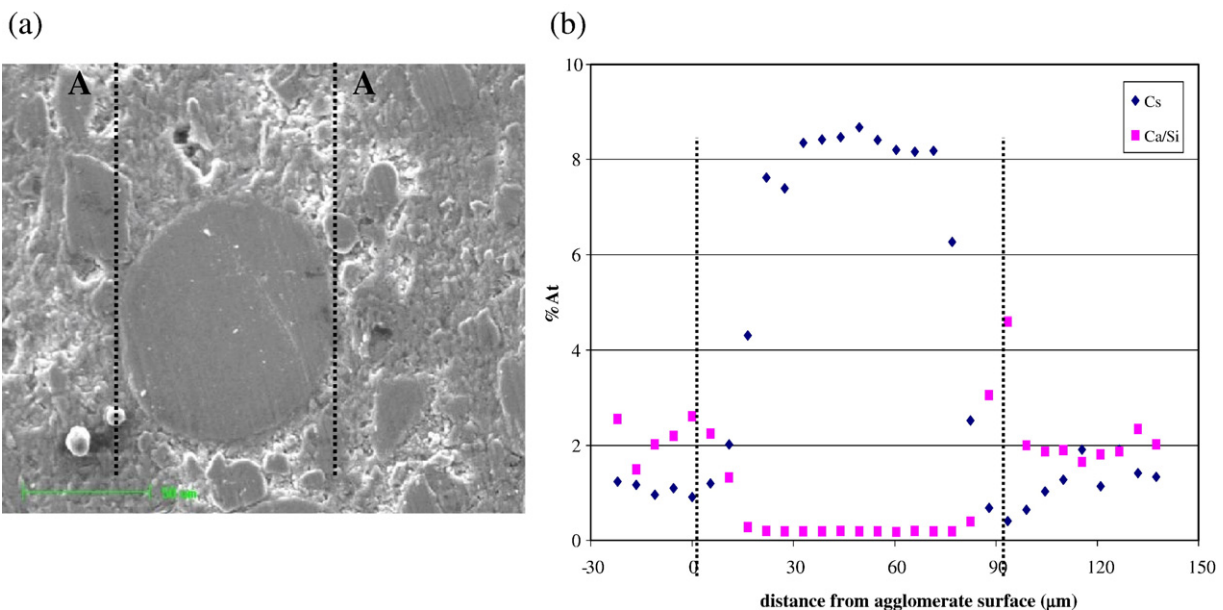 (a)
(b)
A A
10
8
6
4
2
0
%At
-30 0 30 60 90 120 150
distance from agglomerate surface (μm)
Cs
Ca/Si